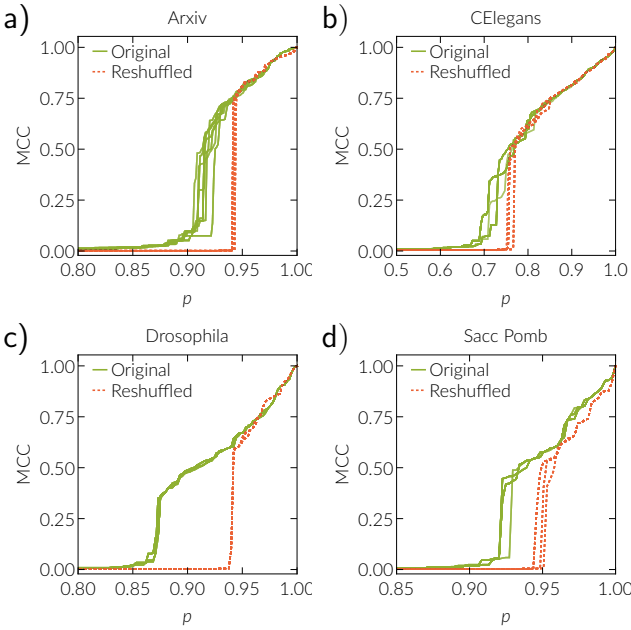 a)
Arxiv
1.00
0.75
0.50
0.25
0.00
MCC
Original
Reshuffled
0.80 0.85 0.90 0.95 1.00
p
b)
CElegans
1.00
0.75
0.50
0.25
0.00
MCC
Original
Reshuffled
0.5 0.6 0.7 0.8 0.9 1.0
p
c)
Drosophila
1.00
0.75
0.50
0.25
0.00
MCC
Original
Reshuffled
0.80 0.85 0.90 0.95 1.00
p
d)
Sacc Pomb
1.00
0.75
0.50
0.25
0.00
MCC
Original
Reshuffled
0.85 0.90 0.95 1.00
p